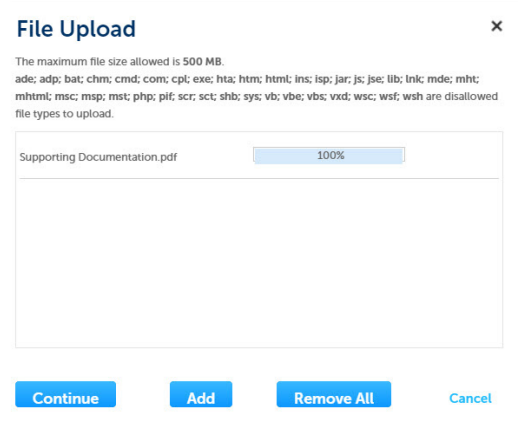 File Upload ×
The maximum file size allowed is 500 MB.
ade; adp; bat; chm; cmd; com; cpl; exe; hta; htm; html; ins; isp; jar; js; jse; lib; lnk; mde; mht;
mhtml; msc; msp; mst; php; pif; scr; sct; shb; sys; vb; vbe; vbs; vxd; wsc; wsf; wsh are disallowed
file types to upload.
Supporting Documentation.pdf 100%
Continue Add Remove All Cancel